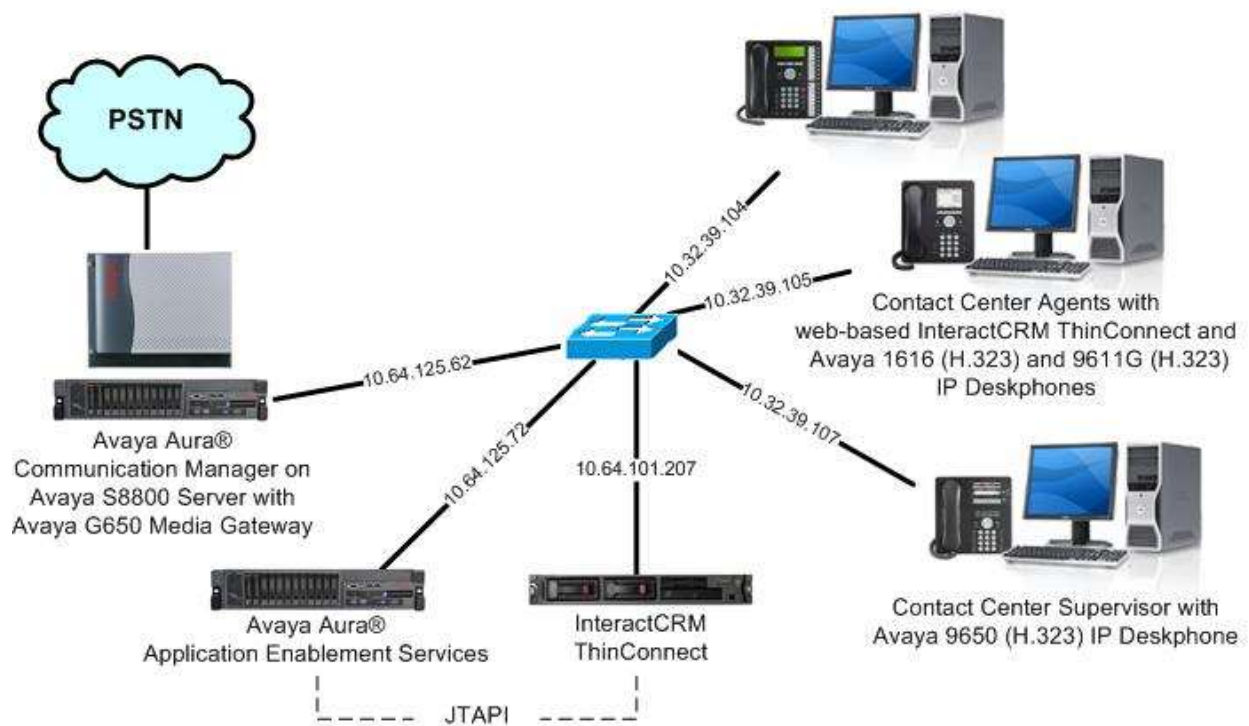 PSTN
10.32.39.104
10.32.39.105
Contact Center Agents with
web-based InteractCRM ThinConnect and
Avaya 1616 (H.323) and 9611G (H.323)
IP Deskphones
10.64.125.62
10.32.39.107
Avaya Aura®
Communication Manager on
Avaya S8800 Server with
Avaya G650 Media Gateway
10.64.125.72
10.64.101.207
Avaya Aura®
Application Enablement Services
InteractCRM
ThinConnect
Contact Center Supervisor with
Avaya 9650 (H.323) IP Deskphone
JTAPI